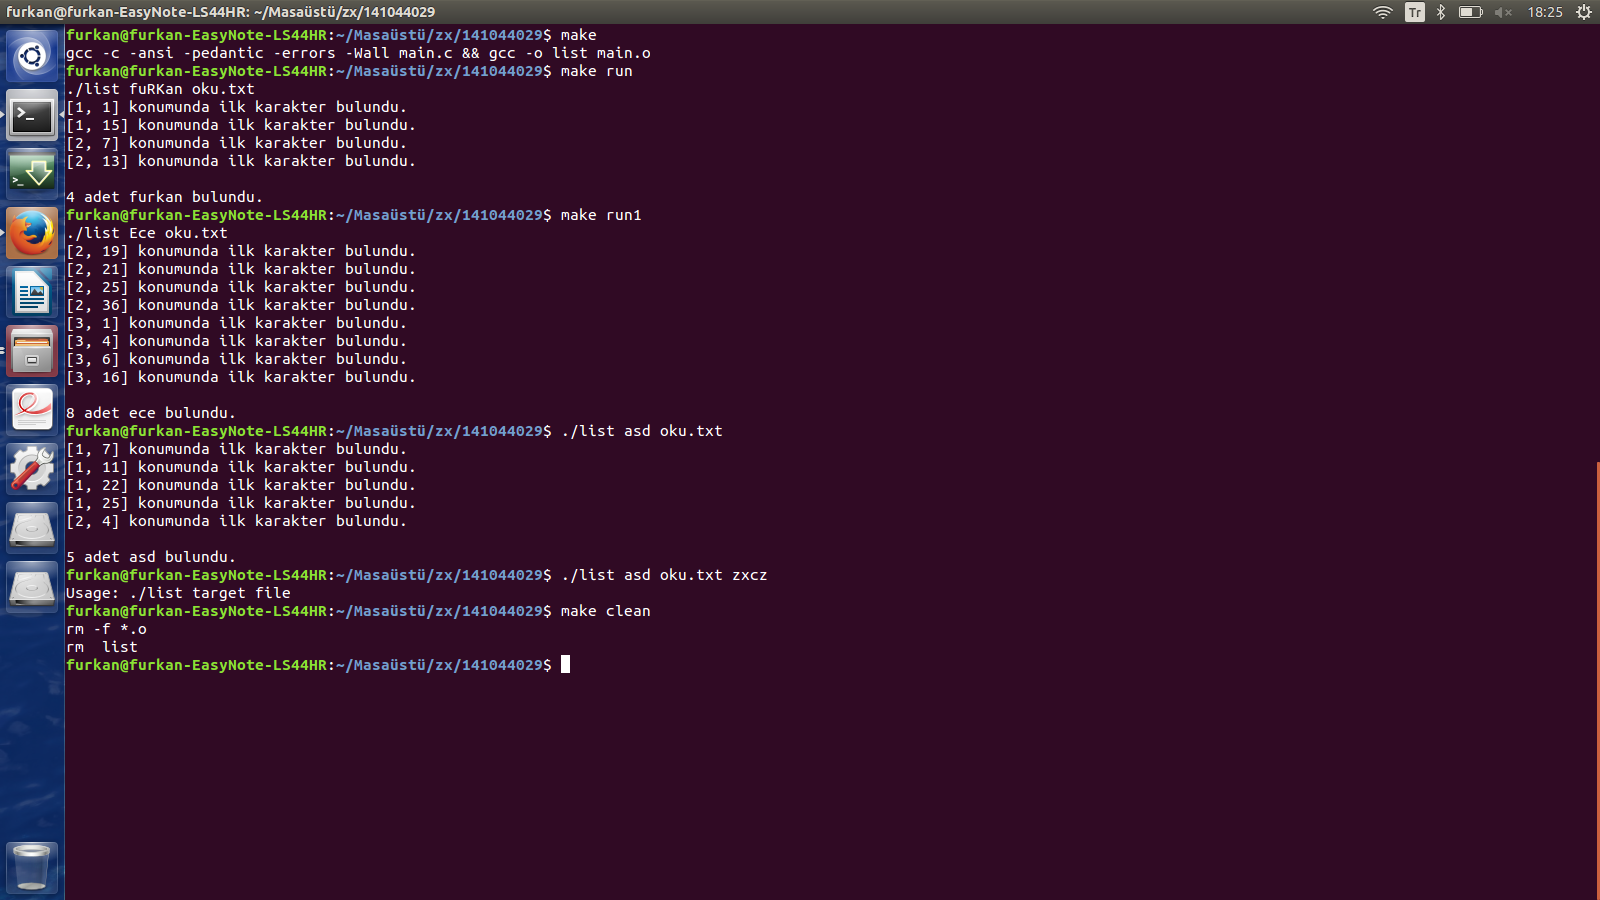 furkan@furkan-EasyNote-LS44HR: ~/Masaüstü/zx/141044029
Tr
18:25
furkan@furkan-EasyNote-LS44HR:~/Masaüstü/zx/141044029$ make
gcc -c -ansi -pedantic -errors -Wall main.c && gcc -o list main.o
furkan@furkan-EasyNote-LS44HR:~/Masaüstü/zx/141044029$ make run
./list fuRKan oku.txt
[1, 1] konumunda ilk karakter bulundu.
[1, 15] konumunda ilk karakter bulundu.
[2, 7] konumunda ilk karakter bulundu.
[2, 13] konumunda ilk karakter bulundu.
4 adet furkan bulundu.
furkan@furkan-EasyNote-LS44HR:~/Masaüstü/zx/141044029$ make run1
./list Ece oku.txt
[2, 19] konumunda ilk karakter bulundu.
[2, 21] konumunda ilk karakter bulundu.
[2, 25] konumunda ilk karakter bulundu.
[2, 36] konumunda ilk karakter bulundu.
[3, 1] konumunda ilk karakter bulundu.
[3, 4] konumunda ilk karakter bulundu.
[3, 6] konumunda ilk karakter bulundu.
[3, 16] konumunda ilk karakter bulundu.
8 adet ece bulundu.
furkan@furkan-EasyNote-LS44HR:~/Masaüstü/zx/141044029$ ./list asd oku.txt
[1, 7] konumunda ilk karakter bulundu.
[1, 11] konumunda ilk karakter bulundu.
[1, 22] konumunda ilk karakter bulundu.
[1, 25] konumunda ilk karakter bulundu.
[2, 4] konumunda ilk karakter bulundu.
5 adet asd bulundu.
furkan@furkan-EasyNote-LS44HR:~/Masaüstü/zx/141044029$ ./list asd oku.txt zxcz
Usage: ./list target file
furkan@furkan-EasyNote-LS44HR:~/Masaüstü/zx/141044029$ make clean
rm -f *.o
rm  list
furkan@furkan-EasyNote-LS44HR:~/Masaüstü/zx/141044029$